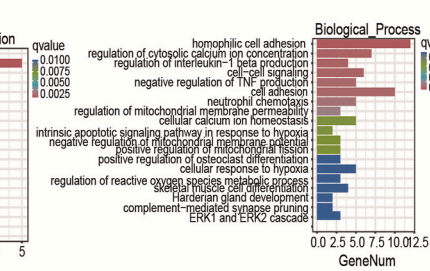 ion
qvalue
0.0100
0.0075
0.0050
0.0025
5
Biological_Process
homophilic cell adhesion
regulation of cytosolic calcium ion concentration
regulation of interleukin-1 beta production
cell-cell signaling
negative regulation of TNF production
cell adhesion
neutrophil chemotaxis
regulation of mitochondrial membrane permeability
cellular calcium ion homeostasis
intrinsic apoptotic signaling pathway in response to hypoxia
negative regulation of mitochondrial membrane potential
positive regulation of mitochondrial fission
positive regulation of osteoclast differentiation
cellular response to hypoxia
regulation of reactive oxygen species metabolic process
skeletal muscle cell differentiation
Harderian gland development
complement-mediated synapse pruning
ERK1 and ERK2 cascade
0.0 2.5 5.0 7.5 10.0 12.5
GeneNum